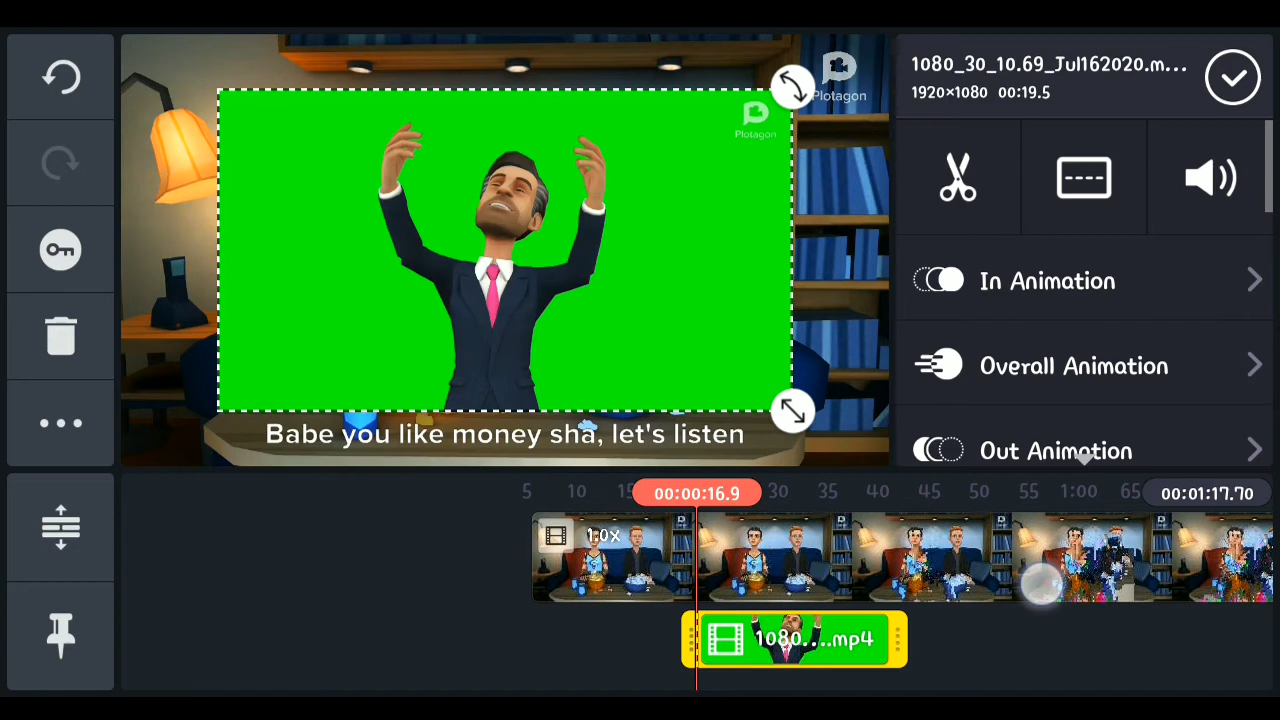 1080_30_10.69_Jul162020.m...
1920×1080 00:19.5
Plotagon
Plotagon
In Animation
Overall Animation
Out Animation
Babe you like money sha, let's listen
5 10 15 00:00:16.9 30 35 40 45 50 55 1:00 65 00:01:17.70
1.0x
1080....mp4